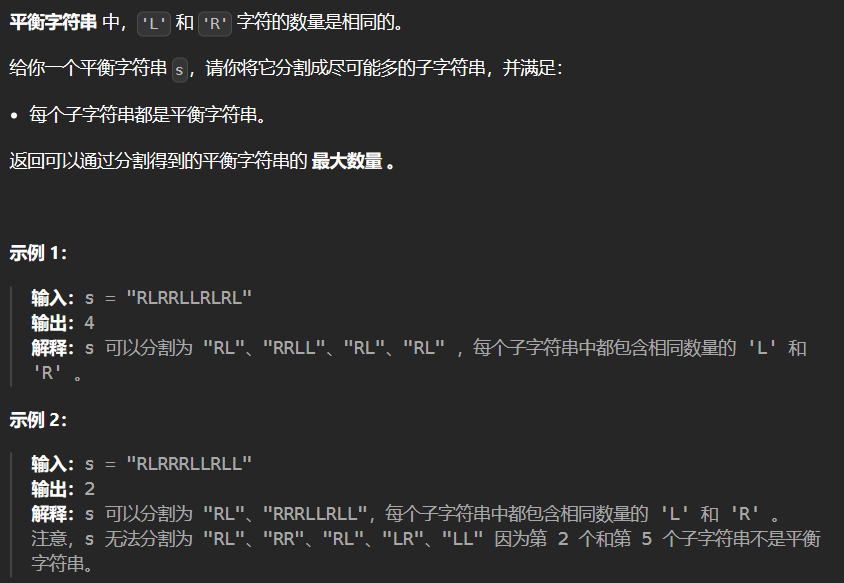 平衡字符串 中，'L' 和 'R' 字符的数量是相同的。
给你一个平衡字符串 s，请你将它分割成尽可能多的子字符串，并满足：
• 每个子字符串都是平衡字符串。
返回可以通过分割得到的平衡字符串的 最大数量 。
示例 1：
输入：s = "RLRRLLRLRL"
输出：4
解释：s 可以分割为 "RL"、"RRLL"、"RL"、"RL" ，每个子字符串中都包含相同数量的 'L' 和
'R' 。
示例 2：
输入：s = "RLRRRLLRLL"
输出：2
解释：s 可以分割为 "RL"、"RRRLLRLL"，每个子字符串中都包含相同数量的 'L' 和 'R' 。
注意，s 无法分割为 "RL"、"RR"、"RL"、"LR"、"LL" 因为第 2 个和第 5 个子字符串不是平衡
字符串。